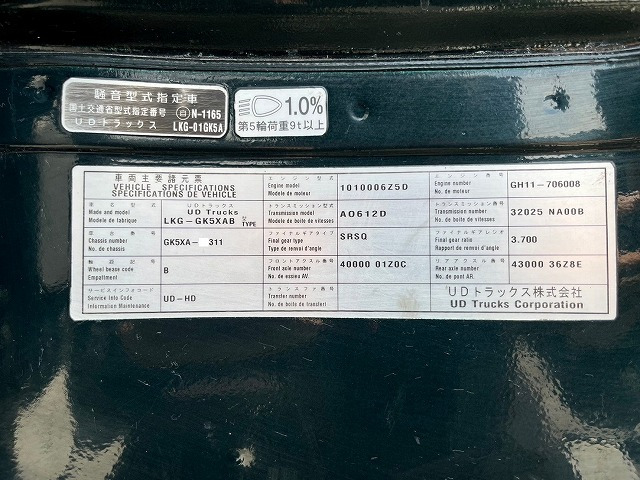 騒音型式指定車
国土交通省型式指定番号 日 N-1165
UDトラックス LKG-01GK5A
1.0%
第5輪荷重9t以上
車両主要諸元票
VEHICLE SPECIFICATIONS
SPECIFICATIONS DE VEHICLE
車名型式
Make and model
Modele de fabrique
UDトラックス
UD Trucks
LKG-GK5XAB 型 TYPE
車台番号
Chassis number
No. de chassis
GK5XA- 311
Wheel base code
Empattement
B
サービスインフォコード
Service Info Code
Information Maintenance
UD-HD
エンジン型式
Engine model
Modele de moteur
1010006Z5D
トランスミッション型式
Transmission model
Modele de boite de vitesses
AO612D
ファイナルギアタイプ
Final gear type
Type de renvoi d'angle
SRSQ
フロントアクスル番号
Front axle number
No. de essieu AV.
40000 01Z0C
トランスファ番号
Transfer number
No. de boite de transfert
エンジン番号
Engine number
No. de moteur
GH11-706008
トランスミッション番号
Transmission number
No. de boite de vitesses
32025 NA00B
ファイナルギアレシオ
Final gear ratio
Rapport de renvoi d'angle
3.700
リアアクスル番号
Rear axle number
No. de pont AR.
43000 36Z8E
UDトラックス株式会社
UD Trucks Corporation